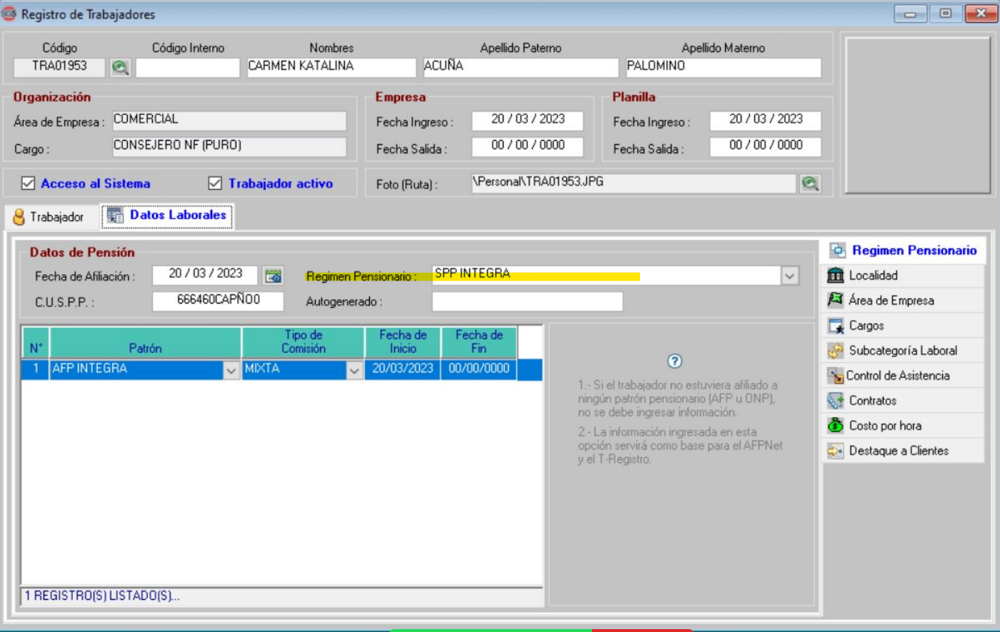 SG5 Registro de Trabajadores
Código Código Interno Nombres Apellido Paterno Apellido Materno
TRA01953 CARMEN KATALINA ACUÑA PALOMINO
Organización
Área de Empresa : COMERCIAL
Cargo : CONSEJERO NF (PURO)
Empresa
Fecha Ingreso : 20 / 03 / 2023
Fecha Salida : 00 / 00 / 0000
Planilla
Fecha Ingreso : 20 / 03 / 2023
Fecha Salida : 00 / 00 / 0000
Acceso al Sistema Trabajador activo
Foto (Ruta) : \Personal\TRA01953.JPG
Trabajador Datos Laborales
Datos de Pensión
Fecha de Afiliación : 20 / 03 / 2023 Regimen Pensionario : SPP INTEGRA
C.U.S.P.P. : 666460CAPÑO0 Autogenerado :
N° Patrón Tipo de Comisión Fecha de Inicio Fecha de Fin
1 AFP INTEGRA MIXTA 20/03/2023 00/00/0000
1 REGISTRO(S) LISTADO(S)...
?
1.- Si el trabajador no estuviera afiliado a
ningún patrón pensionario (AFP u ONP),
no se debe ingresar información.
2.- La información ingresada en esta
opción servirá como base para el AFPNet
y el T-Registro.
Regimen Pensionario
Localidad
Área de Empresa
Cargos
Subcategoría Laboral
Control de Asistencia
Contratos
Costo por hora
Destaque a Clientes